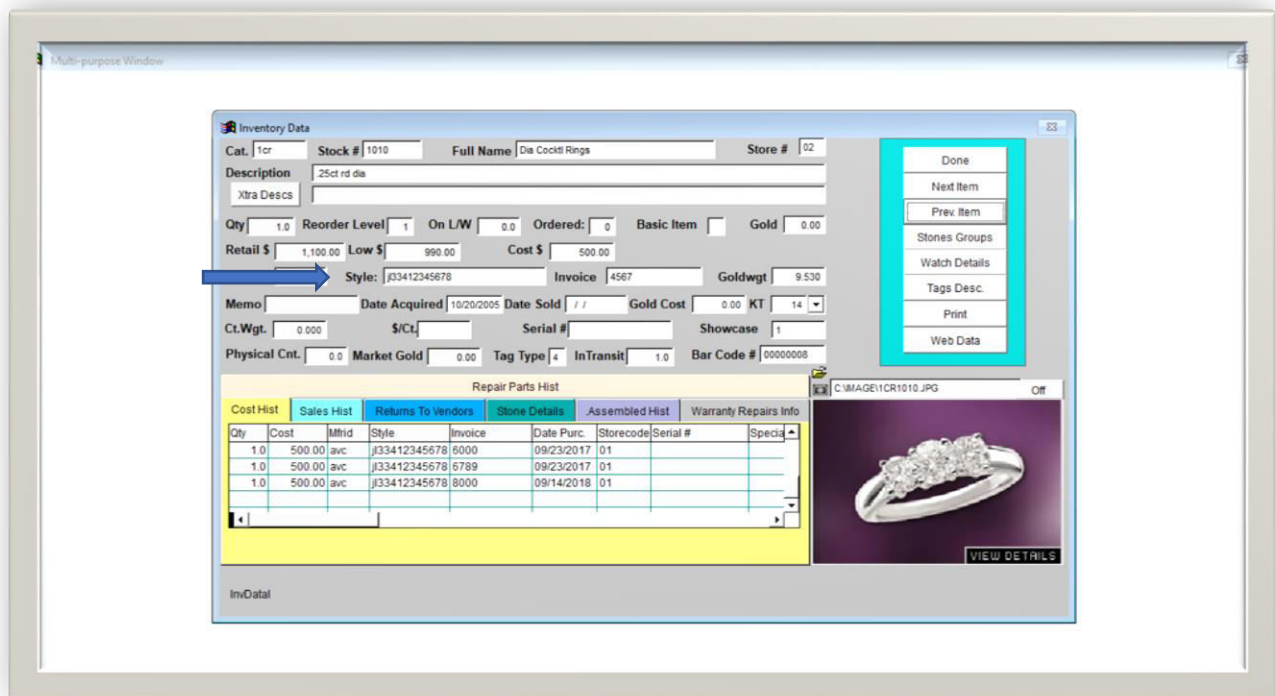 Multi-purpose Window
Inventory Data
Cat. 1cr Stock # 1010 Full Name Dia Cocktl Rings Store # 02
Description .25ct rd dia
Xtra Descs
Qty 1.0 Reorder Level 1 On L/W 0.0 Ordered: 0 Basic Item Gold 0.00
Retail $ 1,100.00 Low $ 990.00 Cost $ 500.00
Style: jl33412345678 Invoice 4567 Goldwgt 9.530
Memo Date Acquired 10/20/2005 Date Sold / / Gold Cost 0.00 KT 14
Ct.Wgt. 0.000 $/Ct. Serial # Showcase 1
Physical Cnt. 0.0 Market Gold 0.00 Tag Type 4 InTransit 1.0 Bar Code # 00000008
Done
Next Item
Prev. Item
Stones Groups
Watch Details
Tags Desc.
Print
Web Data
Repair Parts Hist
Cost Hist Sales Hist Returns To Vendors Stone Details .Assembled Hist Warranty Repairs Info
Qty Cost Mfrid Style Invoice Date Purc. Storecode Serial # Specia
1.0 500.00 avc jl33412345678 6000 09/23/2017 01
1.0 500.00 avc jl33412345678 6789 09/23/2017 01
1.0 500.00 avc jl33412345678 8000 09/14/2018 01
C:\IMAGE\1CR1010.JPG Off
VIEW DETAILS
InvDataI